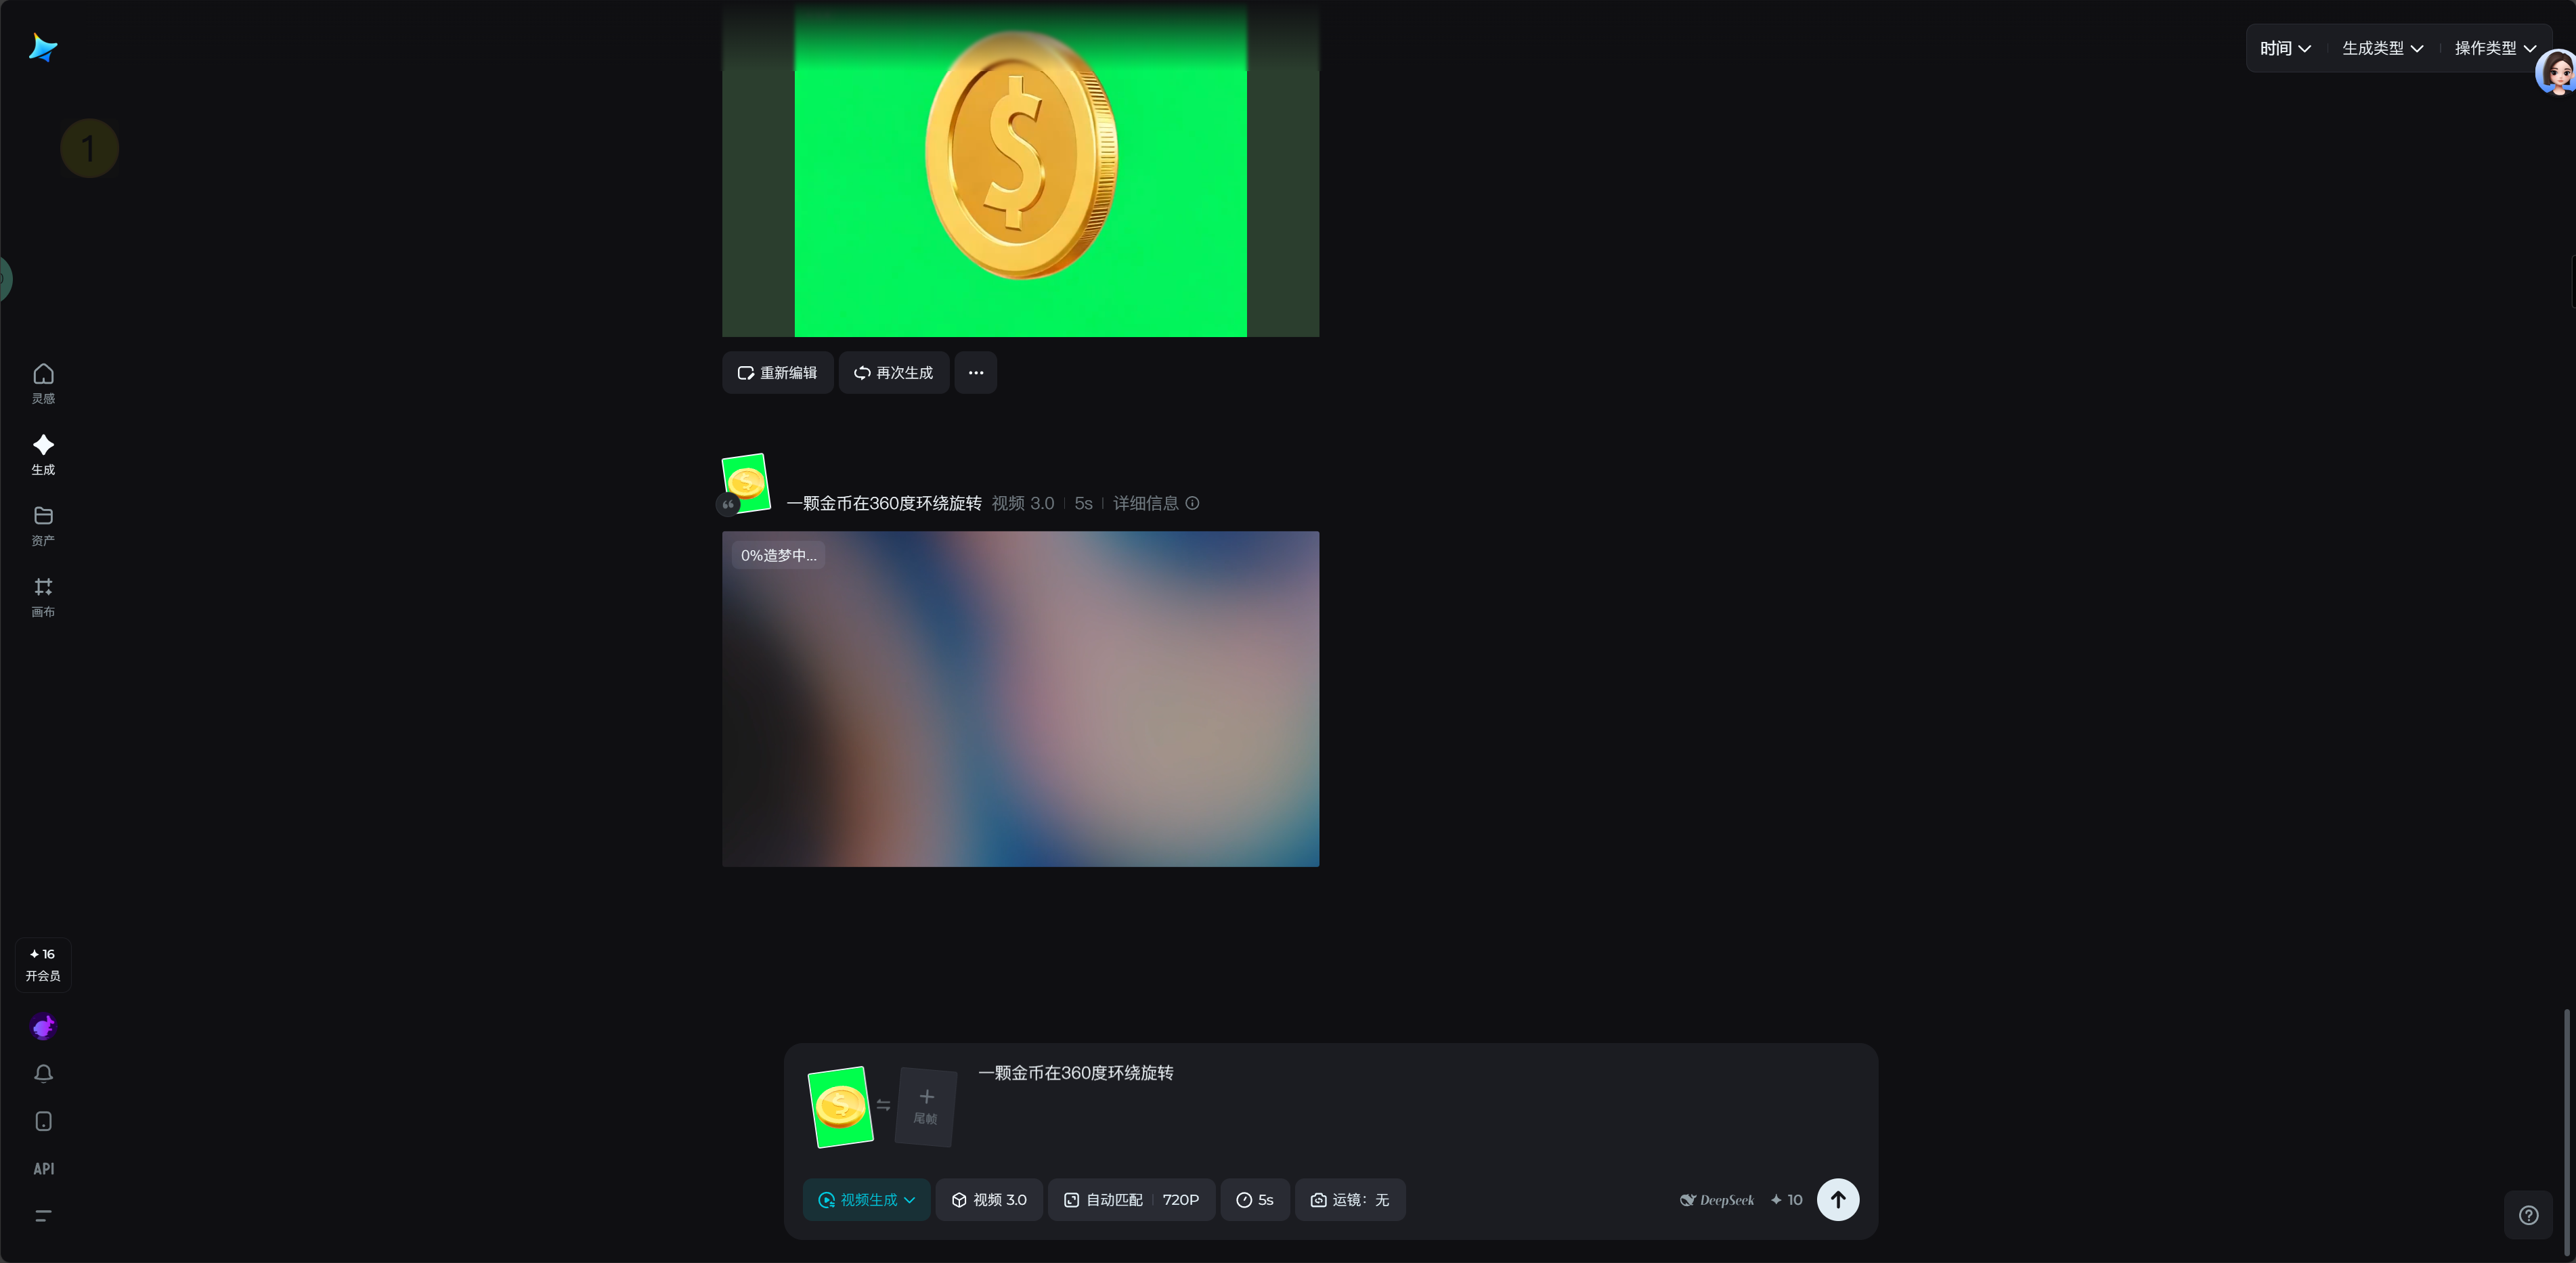 时间 生成类型 操作类型
1
$
重新编辑 再次生成 ...
灵感
生成
资产
画布
一颗金币在360度环绕旋转 视频 3.0 5s 详细信息
0%造梦中...
16
开会员
API
一颗金币在360度环绕旋转
尾帧
视频生成 视频 3.0 自动匹配 720P 5s 运镜：无 DeepSeek 10